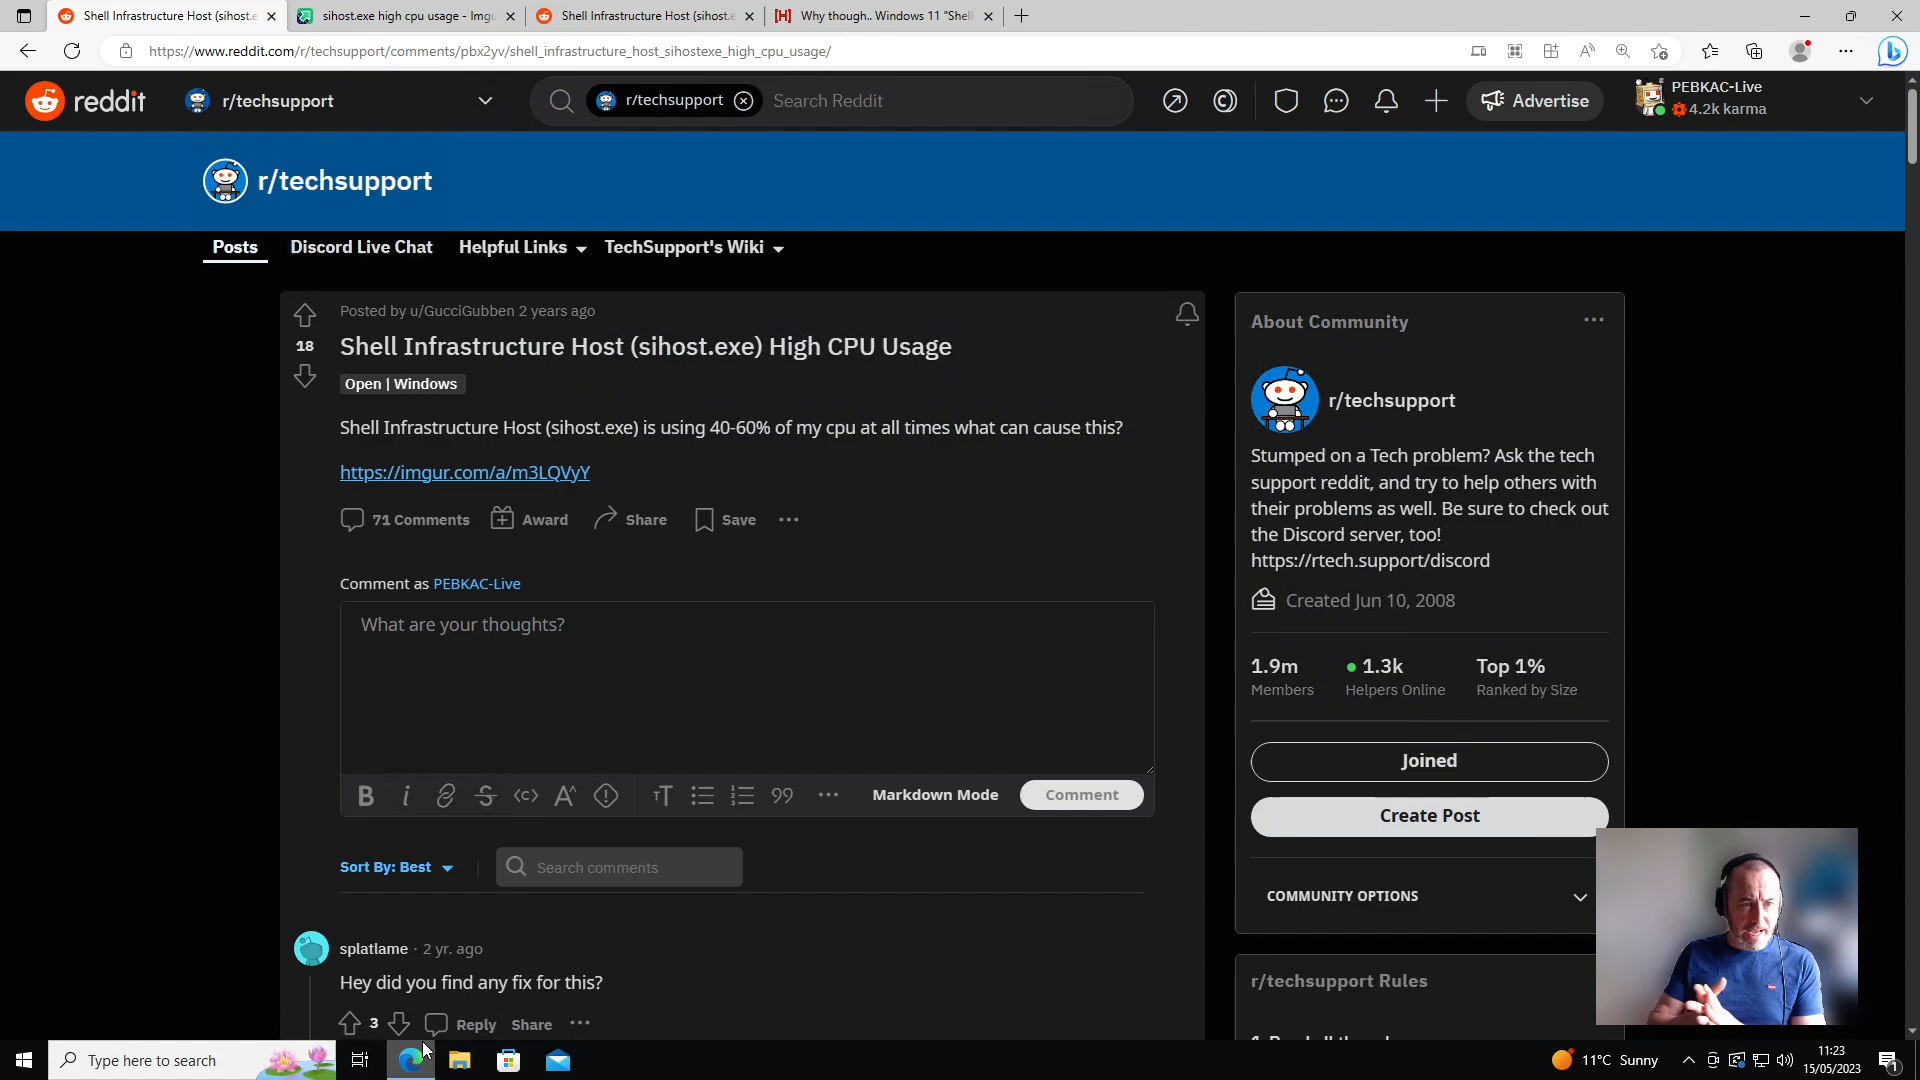 Shell Infrastructure Host (sihost.e
sihost.exe high cpu usage - Imgu
Shell Infrastructure Host (sihost.e
Why though.. Windows 11 "Shel
https://www.reddit.com/r/techsupport/comments/pbx2yv/shell_infrastructure_host_sihostexe_high_cpu_usage/
reddit
r/techsupport
r/techsupport
Search Reddit
Advertise
PEBKAC-Live
4.2k karma
r/techsupport
Posts
Discord Live Chat
Helpful Links
TechSupport's Wiki
Posted by u/GucciGubben 2 years ago
18
Shell Infrastructure Host (sihost.exe) High CPU Usage
Open | Windows
Shell Infrastructure Host (sihost.exe) is using 40-60% of my cpu at all times what can cause this?
https://imgur.com/a/m3LQVyY
71 Comments
Award
Share
Save
Comment as PEBKAC-Live
What are your thoughts?
Markdown Mode
Comment
Sort By: Best
Search comments
splatlame · 2 yr. ago
Hey did you find any fix for this?
3
Reply
Share
About Community
r/techsupport
Stumped on a Tech problem? Ask the tech
support reddit, and try to help others with
their problems as well. Be sure to check out
the Discord server, too!
https://rtech.support/discord
Created Jun 10, 2008
1.9m
Members
1.3k
Helpers Online
Top 1%
Ranked by Size
Joined
Create Post
COMMUNITY OPTIONS
r/techsupport Rules
Type here to search
11°C Sunny
11:23
15/05/2023
1